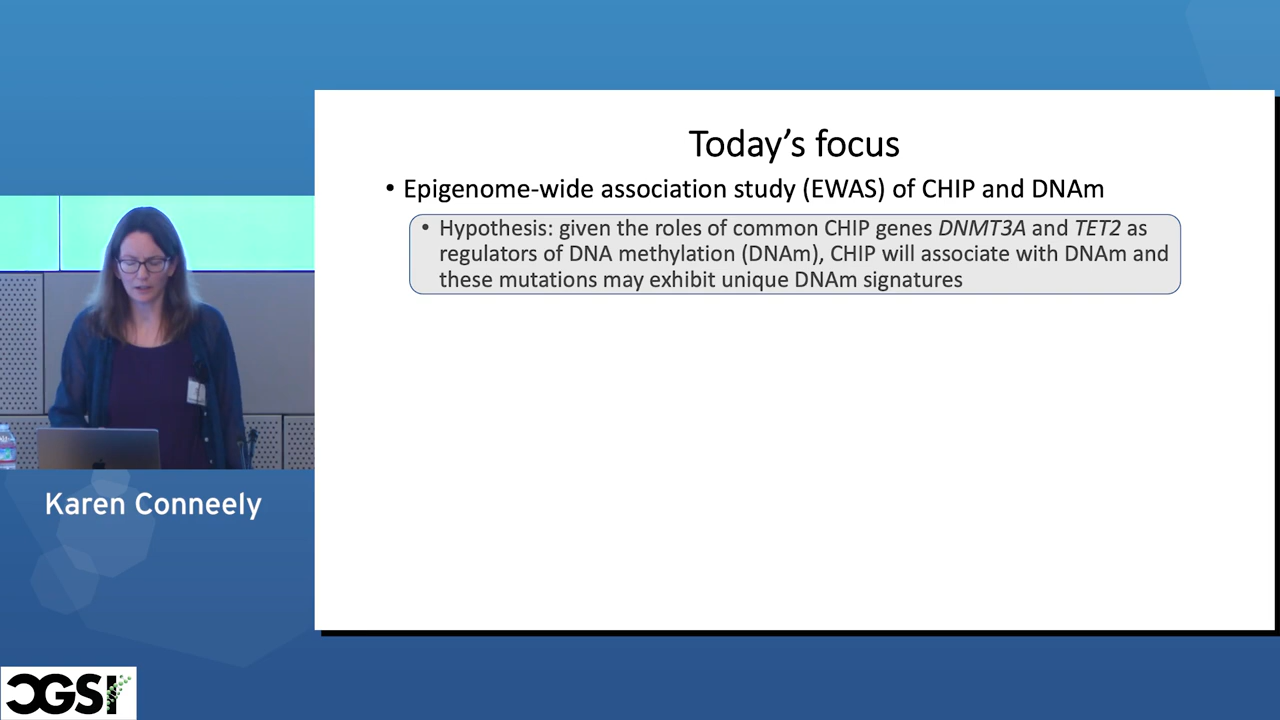 Today's focus
• Epigenome-wide association study (EWAS) of CHIP and DNAm
• Hypothesis: given the roles of common CHIP genes DNMT3A and TET2 as
regulators of DNA methylation (DNAm), CHIP will associate with DNAm and
these mutations may exhibit unique DNAm signatures
Karen Conneely
CGSI